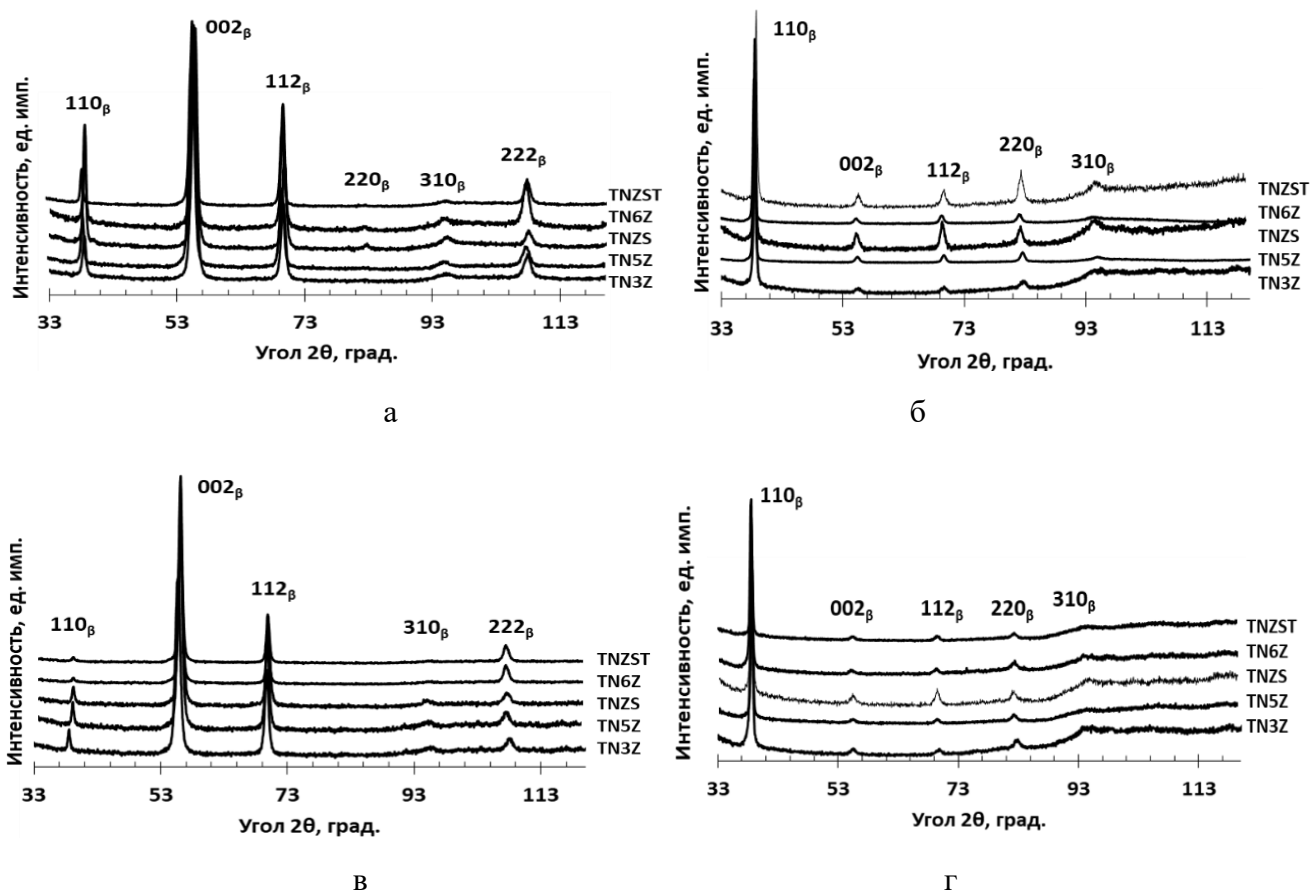 Интенсивность, ед. имп.
002β
110β
112β
220β
310β
222β
TNZST
TN6Z
TNZS
TN5Z
TN3Z
33 53 73 93 113
Угол 2θ, град.
а
Интенсивность, ед. имп.
110β
002β
112β
220β
310β
TNZST
TN6Z
TNZS
TN5Z
TN3Z
33 53 73 93 113
Угол 2θ, град.
б
Интенсивность, ед. имп.
002β
112β
110β
310β
222β
TNZST
TN6Z
TNZS
TN5Z
TN3Z
33 53 73 93 113
Угол 2θ, град.
в
Интенсивность, ед. имп.
110β
002β
112β
220β
310β
TNZST
TN6Z
TNZS
TN5Z
TN3Z
33 53 73 93 113
Угол 2θ, град.
г